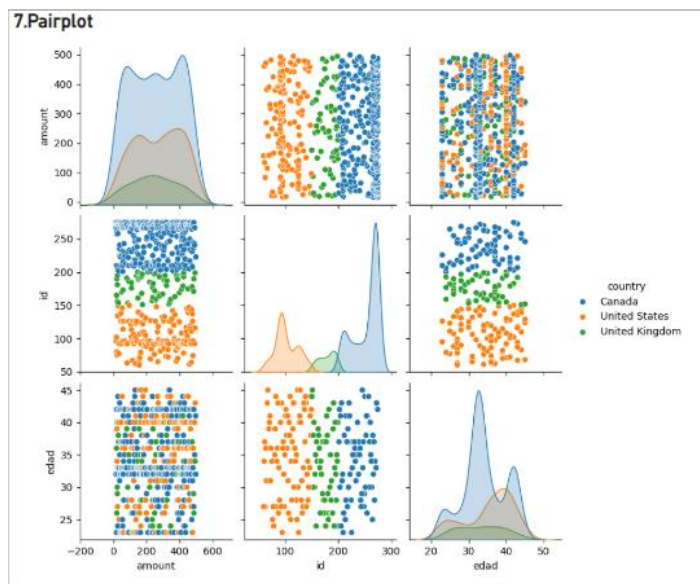 7.Pairplot
500
400
300
200
100
0
amount
250
200
150
100
50
id
country
Canada
United States
United Kingdom
45
40
35
30
25
edad
-200 0 200 400 600
amount
100 200 300
id
20 30 40 50
edad